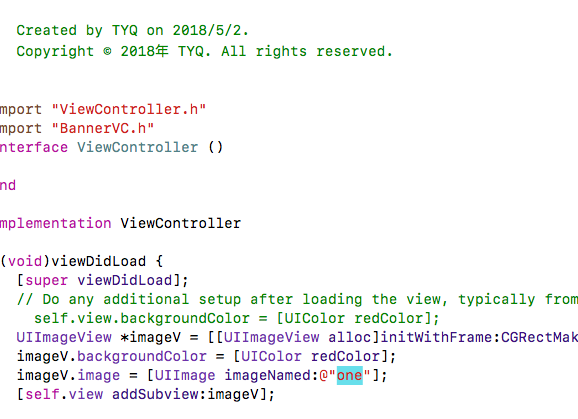 Created by TYQ on 2018/5/2.
Copyright © 2018年 TYQ. All rights reserved.
mport "ViewController.h"
mport "BannerVC.h"
nterface ViewController ()
nd
mplementation ViewController
(void)viewDidLoad {
[super viewDidLoad];
// Do any additional setup after loading the view, typically from
self.view.backgroundColor = [UIColor redColor];
UIImageView *imageV = [[UIImageView alloc]initWithFrame:CGRectMak
imageV.backgroundColor = [UIColor redColor];
imageV.image = [UIImage imageNamed:@"one"];
[self.view addSubview:imageV];